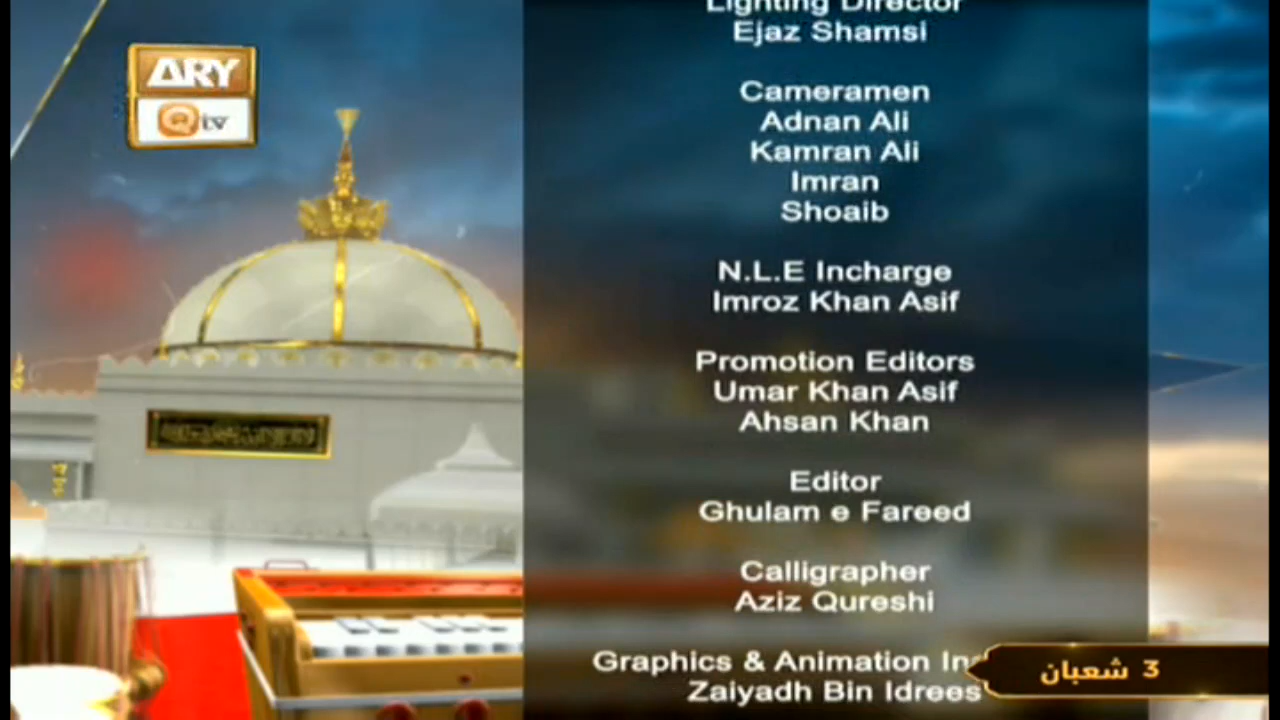 ARY
Qtv
Lighting Director
Ejaz Shamsi
Cameramen
Adnan Ali
Kamran Ali
Imran
Shoaib
N.L.E Incharge
Imroz Khan Asif
Promotion Editors
Umar Khan Asif
Ahsan Khan
Editor
Ghulam e Fareed
Calligrapher
Aziz Qureshi
Graphics & Animation
Zaiyadh Bin Idrees
3 شعبان